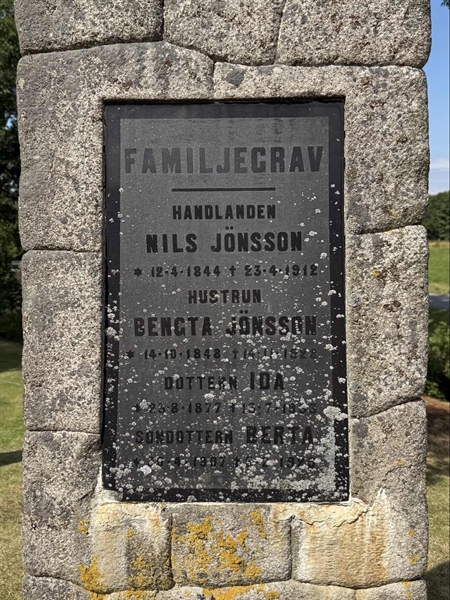 FAMILJEGRAV
HANDLANDEN
NILS JÖNSSON
* 12-4-1844 † 23-4-1912
HUSTRUN
BENGTA JÖNSSON
* 14-10-1848
DOTTERN IDA
* 23-8-1877
SONDOTTERN BERTA